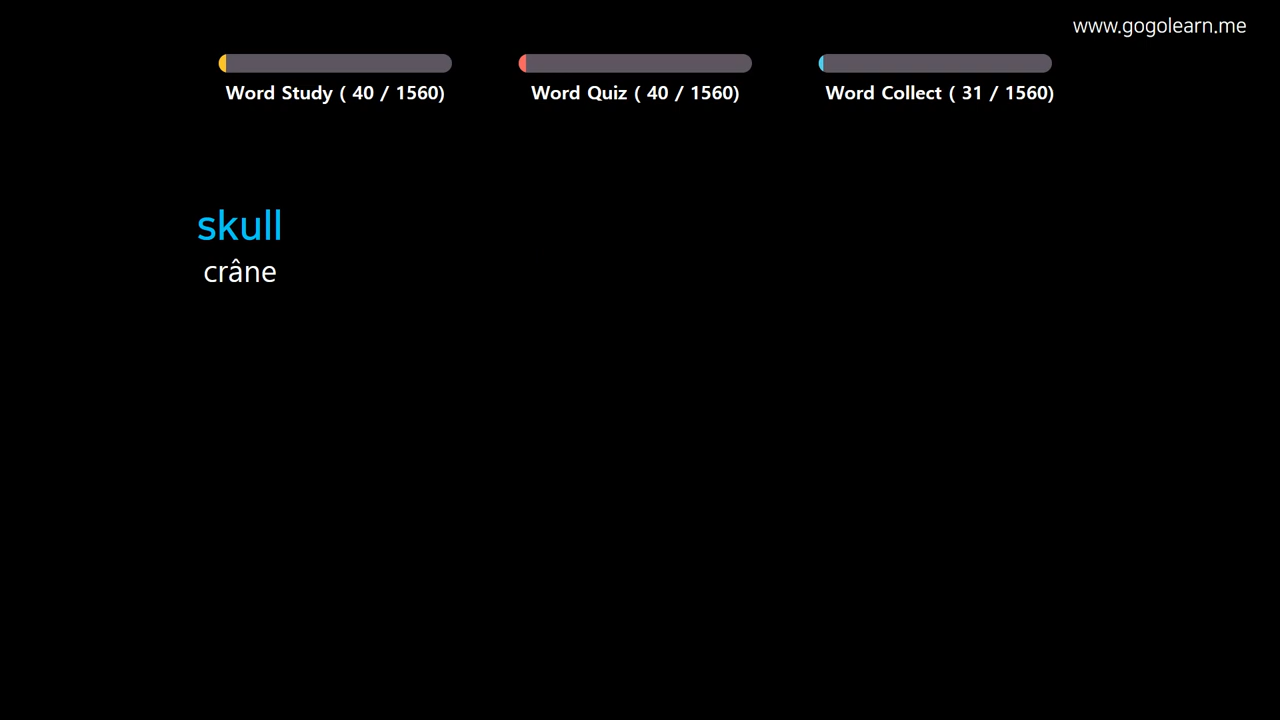 www.gogolearn.me
Word Study ( 40 / 1560)
Word Quiz ( 40 / 1560)
Word Collect ( 31 / 1560)
skull
crâne